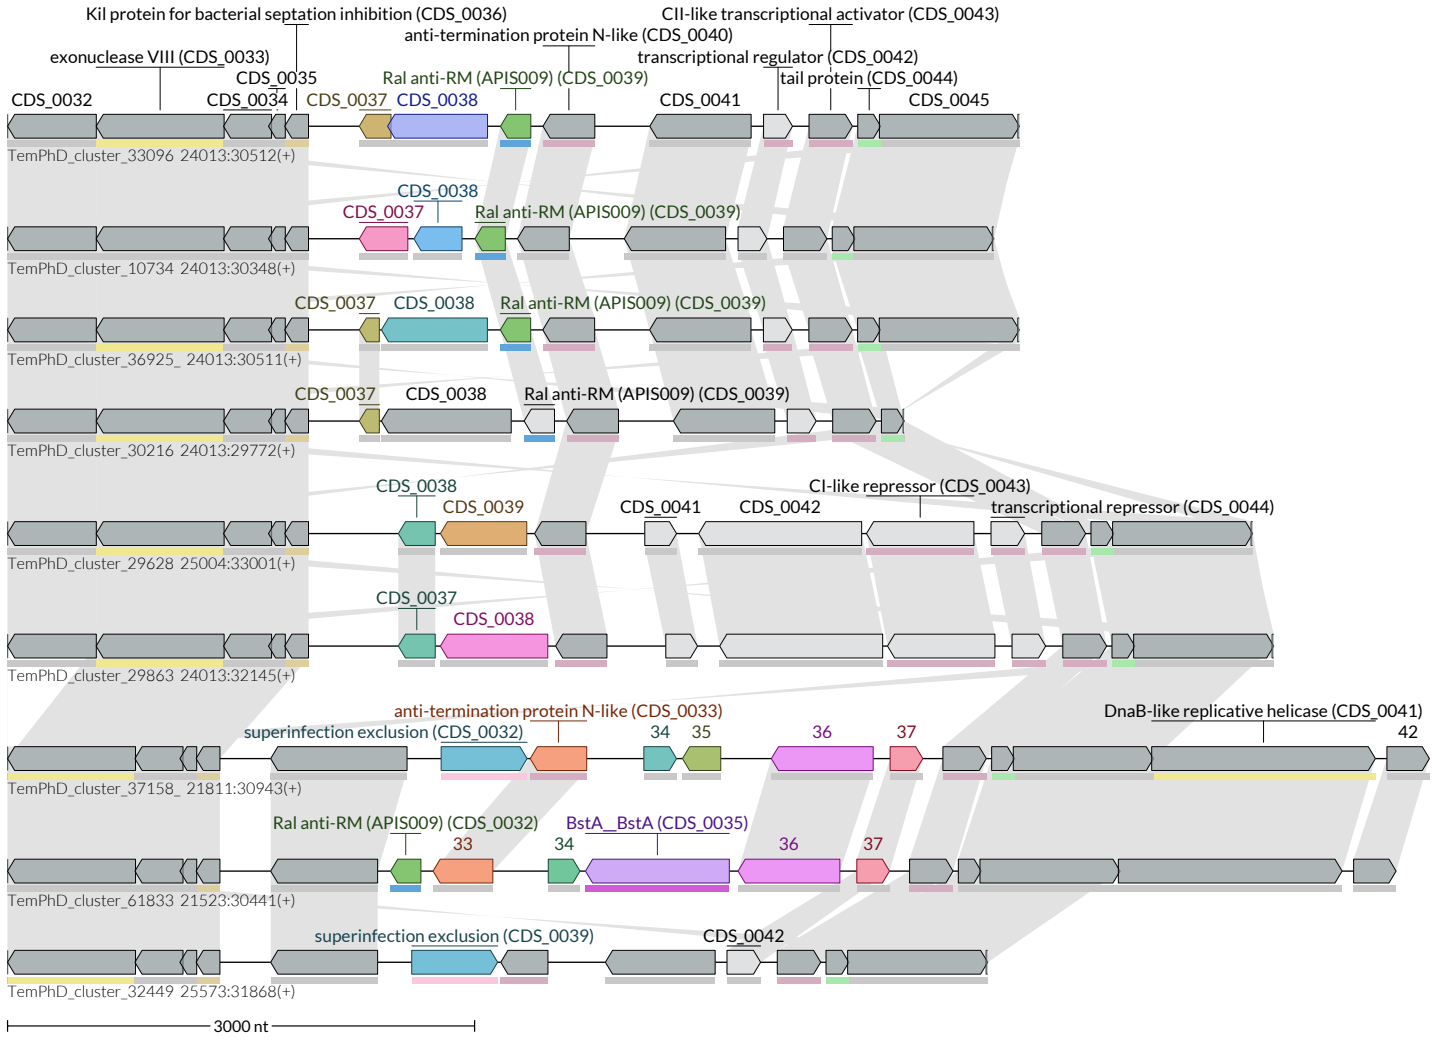 Kil protein for bacterial septation inhibition (CDS_0036)
CII-like transcriptional activator (CDS_0043)
anti-termination protein N-like (CDS_0040)
exonuclease VIII (CDS_0033)
transcriptional regulator (CDS_0042)
CDS_0035
Ral anti-RM (APIS009) (CDS_0039)
tail protein (CDS_0044)
CDS_0032
CDS_0034
CDS_0037
CDS_0038
CDS_0041
CDS_0045
TemPhD_cluster_33096 24013:30512(+)
CDS_0038
CDS_0037
Ral anti-RM (APIS009) (CDS_0039)
TemPhD_cluster_10734 24013:30348(+)
CDS_0037
CDS_0038
Ral anti-RM (APIS009) (CDS_0039)
TemPhD_cluster_36925_ 24013:30511(+)
CDS_0037
CDS_0038
Ral anti-RM (APIS009) (CDS_0039)
TemPhD_cluster_30216 24013:29772(+)
CDS_0038
CI-like repressor (CDS_0043)
CDS_0039
CDS_0041
CDS_0042
transcriptional repressor (CDS_0044)
TemPhD_cluster_29628 25004:33001(+)
CDS_0037
CDS_0038
TemPhD_cluster_29863 24013:32145(+)
anti-termination protein N-like (CDS_0033)
DnaB-like replicative helicase (CDS_0041)
superinfection exclusion (CDS_0032)
34
35
36
37
42
TemPhD_cluster_37158_ 21811:30943(+)
Ral anti-RM (APIS009) (CDS_0032)
BstA__BstA (CDS_0035)
33
34
36
37
TemPhD_cluster_61833 21523:30441(+)
superinfection exclusion (CDS_0039)
CDS_0042
TemPhD_cluster_32449 25573:31868(+)
3000 nt